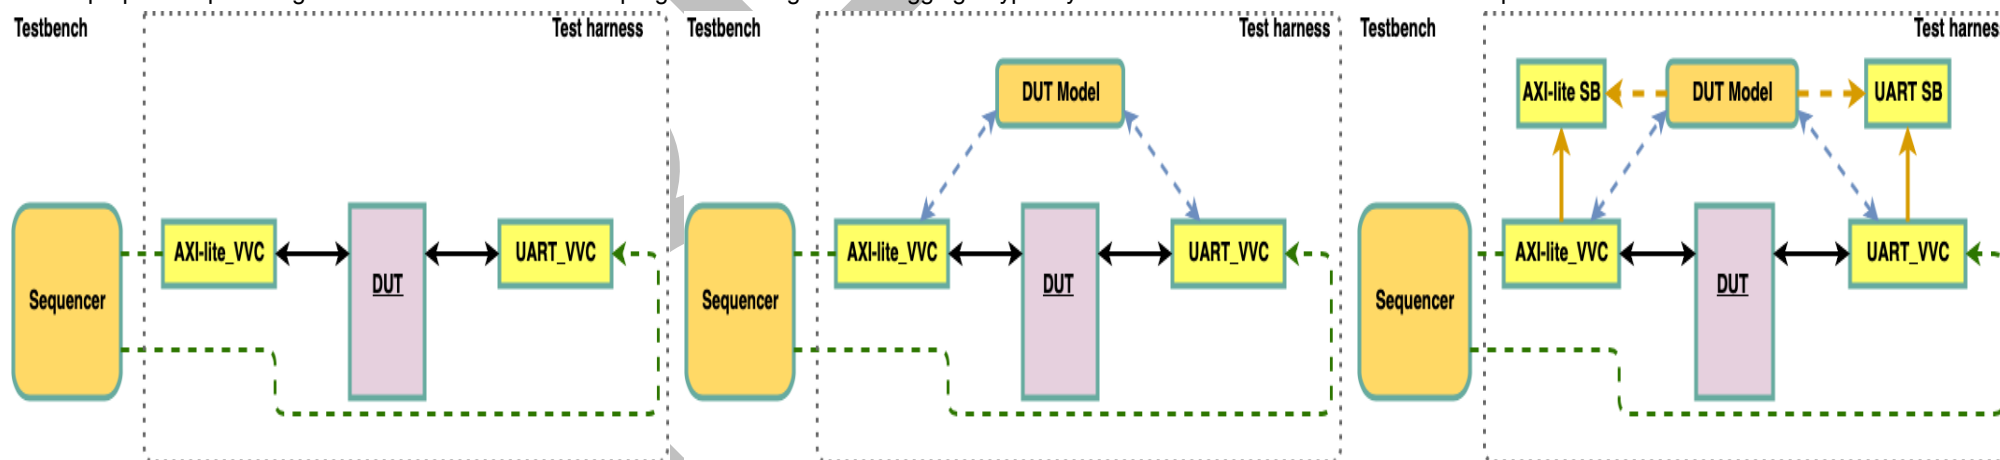 Testbench
Test harness
Sequencer
AXI-lite_VVC
DUT
UART_VVC
Testbench
Test harness
DUT Model
Sequencer
AXI-lite_VVC
DUT
UART_VVC
Testbench
Test harness
AXI-lite SB
DUT Model
UART SB
Sequencer
AXI-lite_VVC
DUT
UART_VVC